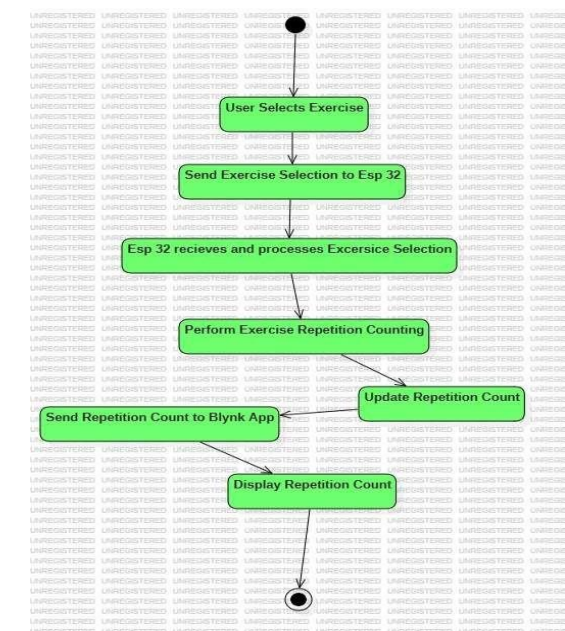 User Selects Exercise
Send Exercise Selection to Esp 32
Esp 32 recieves and processes Excersice Selection
Perform Exercise Repetition Counting
Update Repetition Count
Send Repetition Count to Blynk App
Display Repetition Count
UNREGISTERED